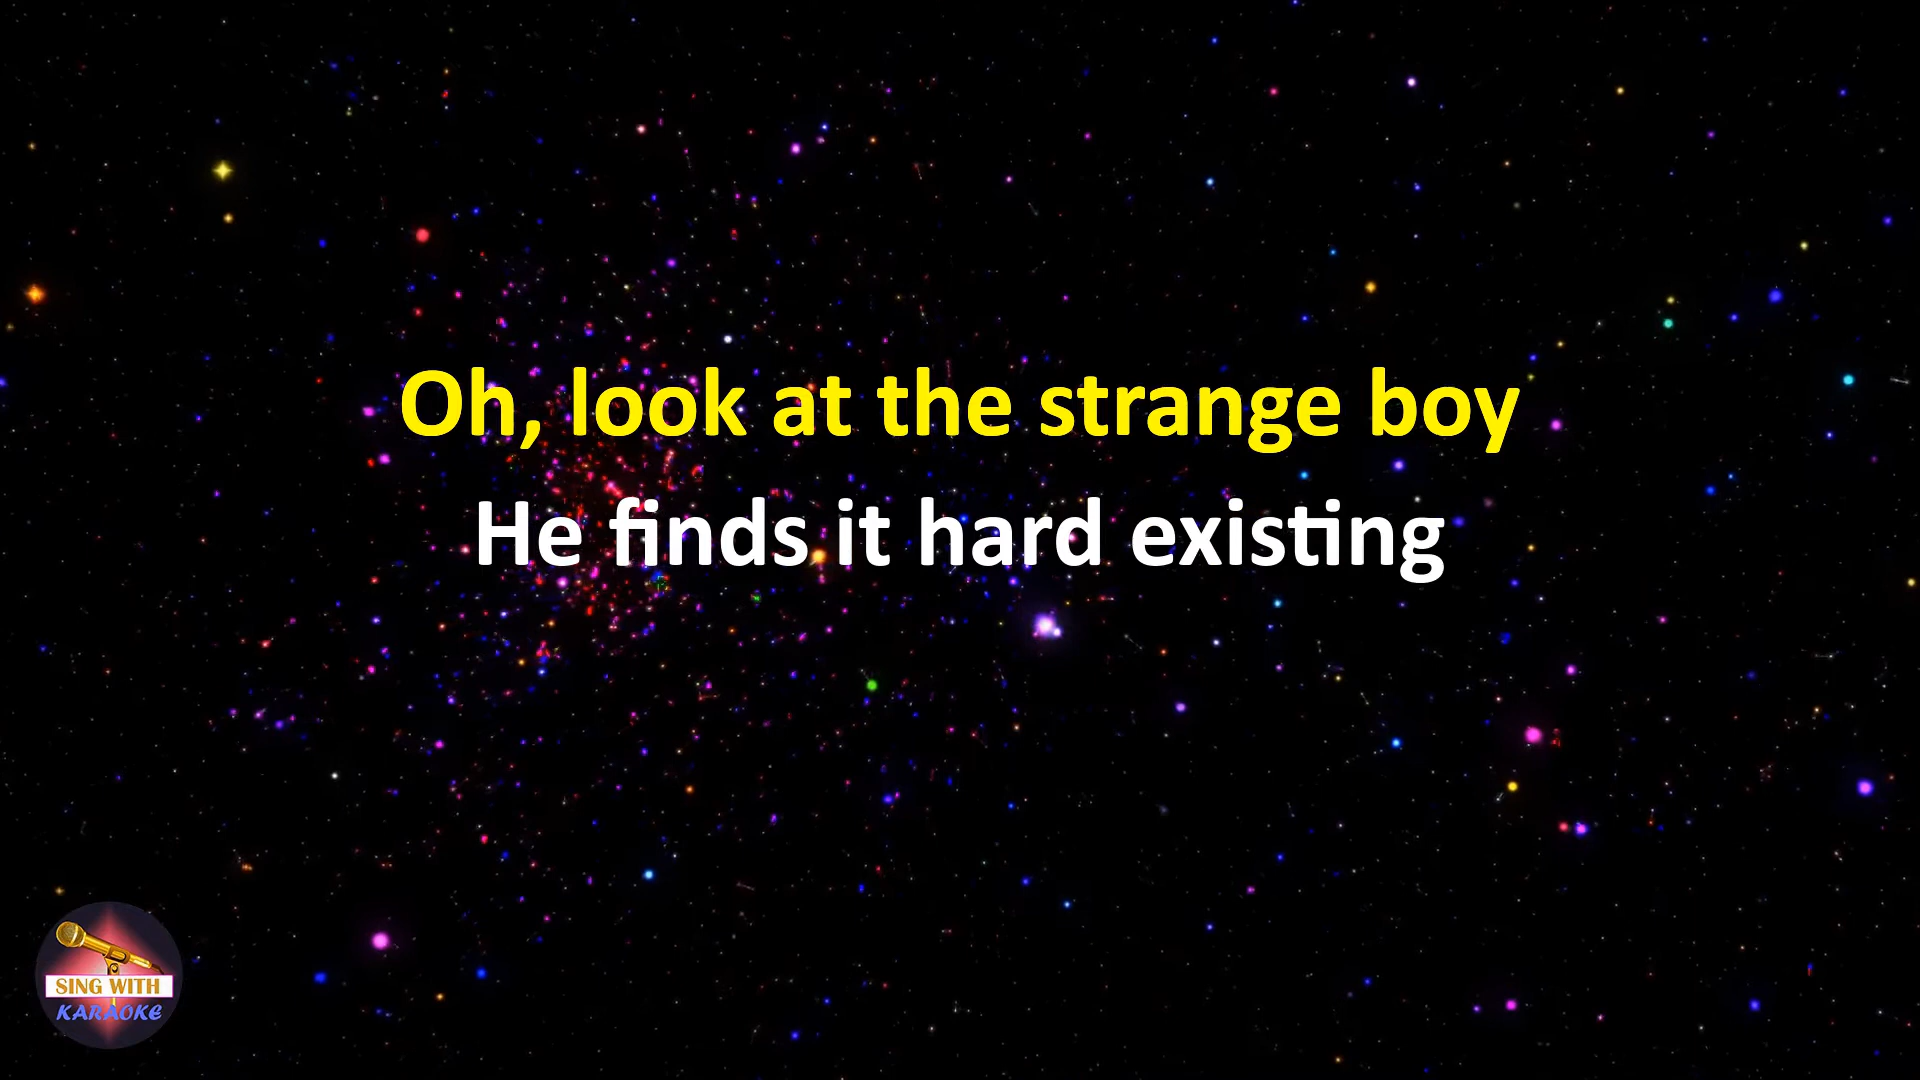 Oh, look at the strange boy
He finds it hard existing
SING WITH
KARAOKE